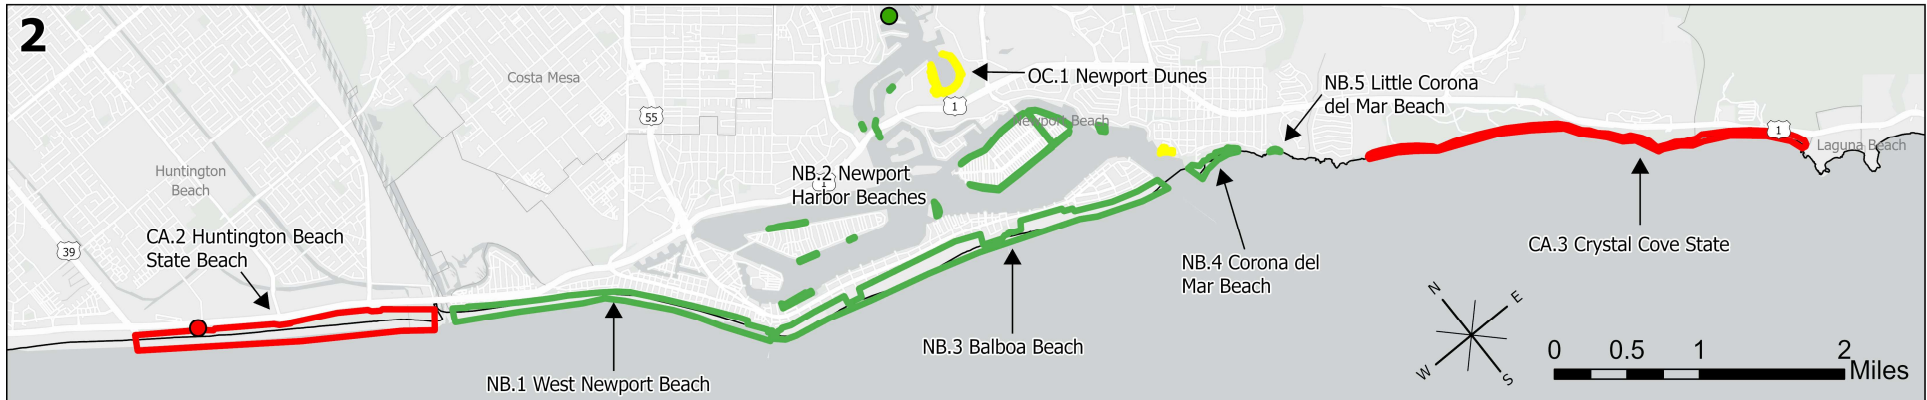 2
Costa Mesa
OC.1 Newport Dunes
NB.5 Little Corona
del Mar Beach
1
55
Newport Beach
1
Laguna Beach
Huntington
Beach
NB.2 Newport
1
Harbor Beaches
CA.2 Huntington Beach
State Beach
39
CA.3 Crystal Cove State
NB.4 Corona del
Mar Beach
N
E
W
S
NB.3 Balboa Beach
0 0.5 1 2
Miles
NB.1 West Newport Beach